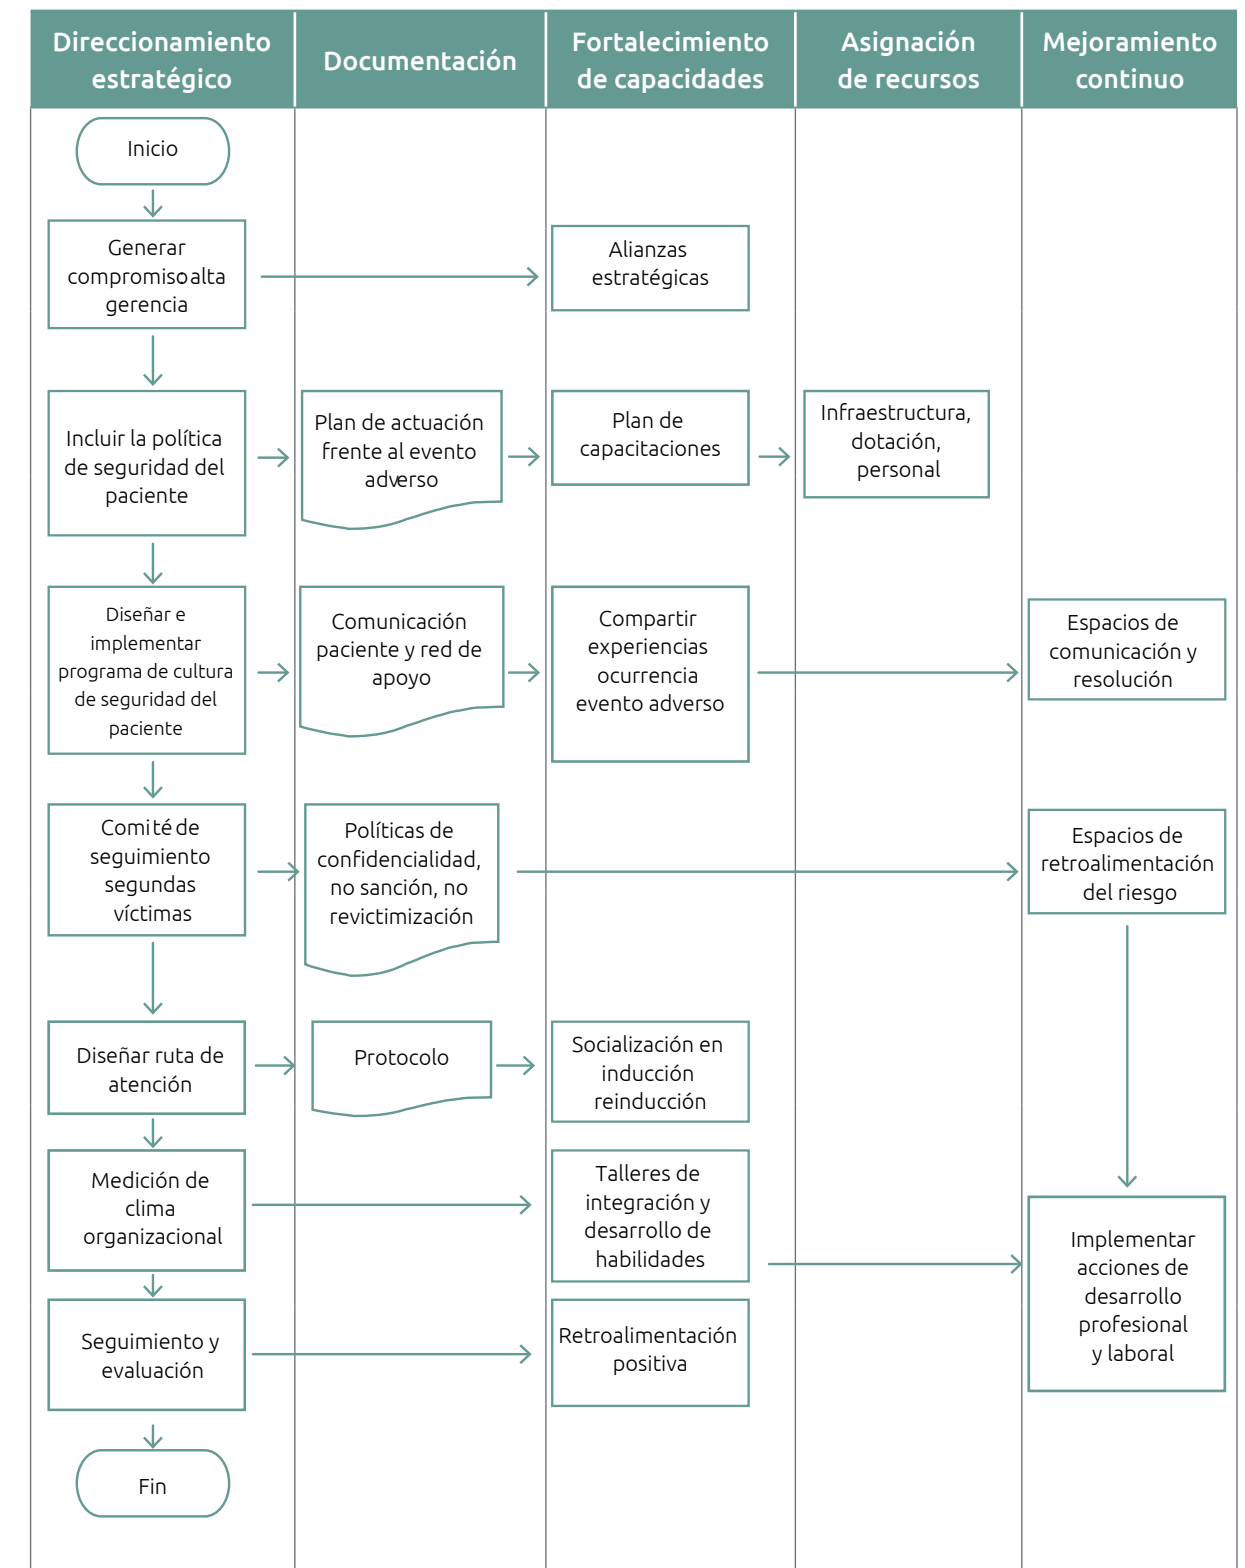 Direccionamiento
estratégico
Documentación
Fortalecimiento
de capacidades
Asignación
de recursos
Mejoramiento
continuo
Inicio
Generar
compromiso alta
gerencia
Alianzas
estratégicas
Incluir la política
de seguridad del
paciente
Plan de actuación
frente al evento
adverso
Plan de
capacitaciones
Infraestructura,
dotación,
personal
Diseñar e
implementar
programa de cultura
de seguridad del
paciente
Comunicación
paciente y red de
apoyo
Compartir
experiencias
ocurrencia
evento adverso
Espacios de
comunicación y
resolución
Comité de
seguimiento
segundas
víctimas
Políticas de
confidencialidad,
no sanción, no
revictimización
Espacios de
retroalimentación
del riesgo
Diseñar ruta de
atención
Protocolo
Socialización en
inducción
reinducción
Medición de
clima
organizacional
Talleres de
integración y
desarrollo de
habilidades
Implementar
acciones de
desarrollo
profesional
y laboral
Seguimiento y
evaluación
Retroalimentación
positiva
Fin